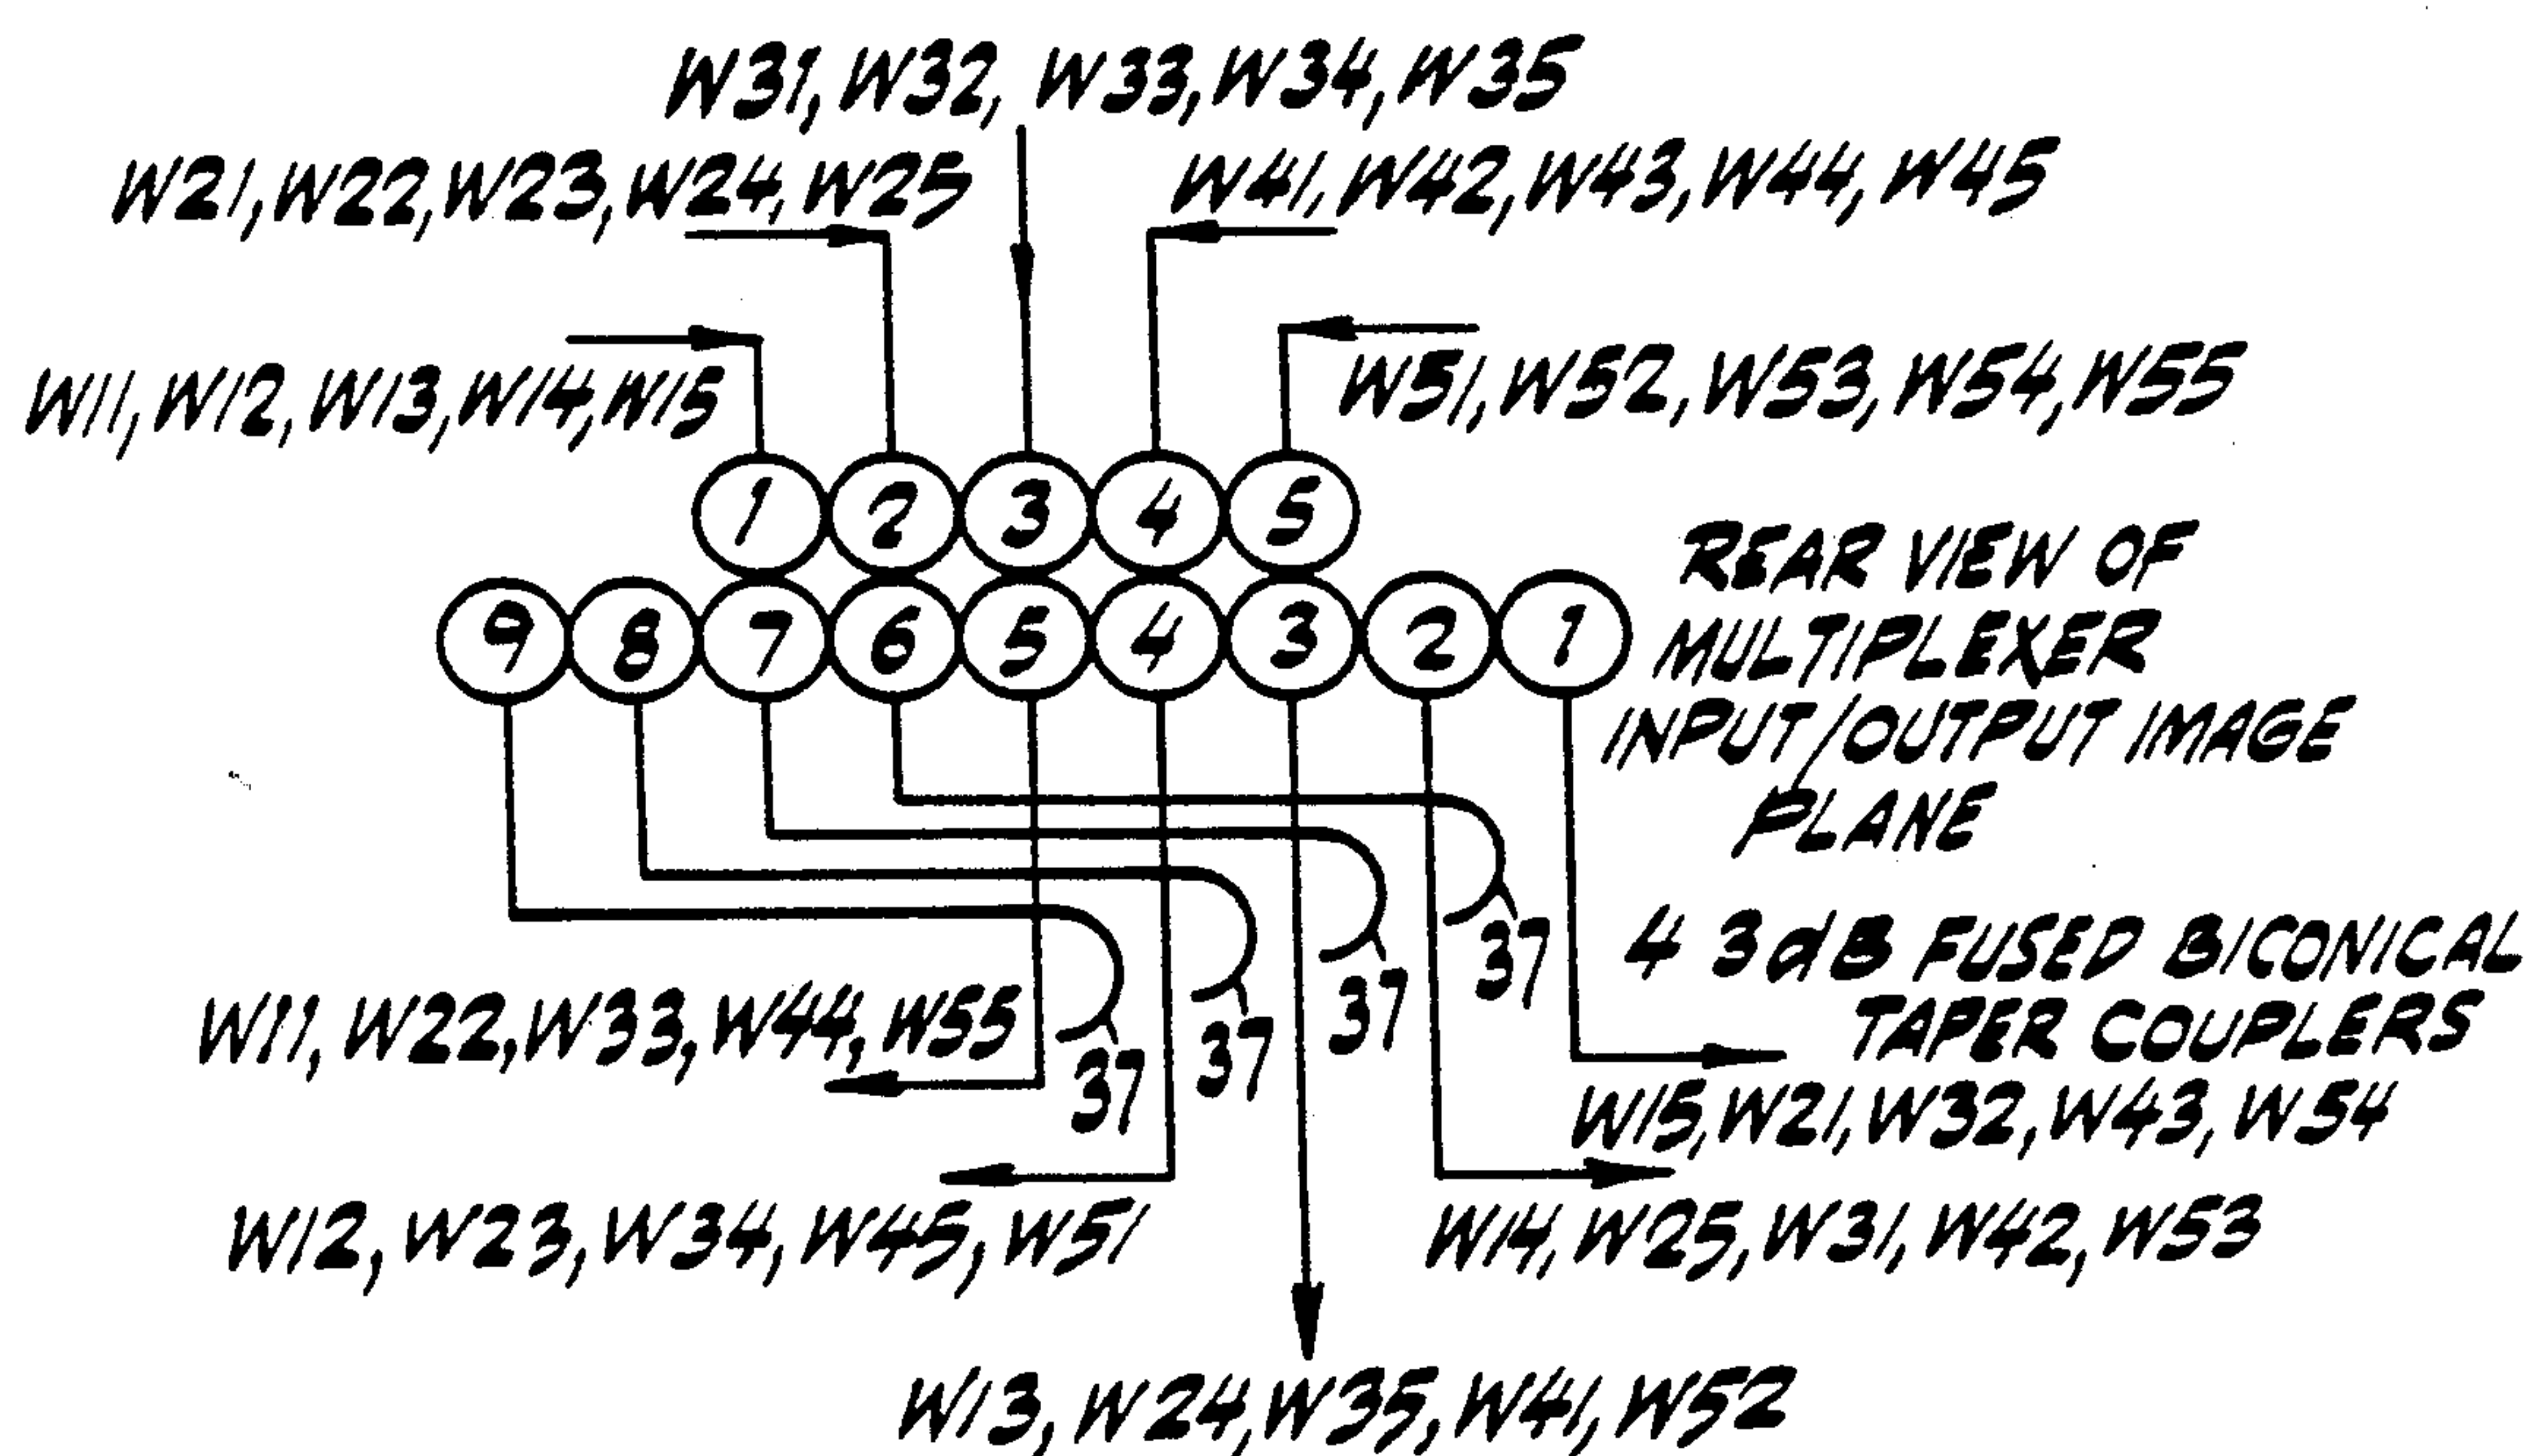 W31, W32, W33, W34, W35
W21, W22, W23, W24, W25
W41, W42, W43, W44, W45
W11, W12, W13, W14, W15
W51, W52, W53, W54, W55
1 2 3 4 5
9 8 7 6 5 4 3 2 1
REAR VIEW OF
MULTIPLEXER
INPUT/OUTPUT IMAGE
PLANE
37
37
37
37
4 3dB FUSED BICONICAL
TAPER COUPLERS
W11, W22, W33, W44, W55
W15, W21, W32, W43, W54
W12, W23, W34, W45, W51
W14, W25, W31, W42, W53
W13, W24, W35, W41, W52